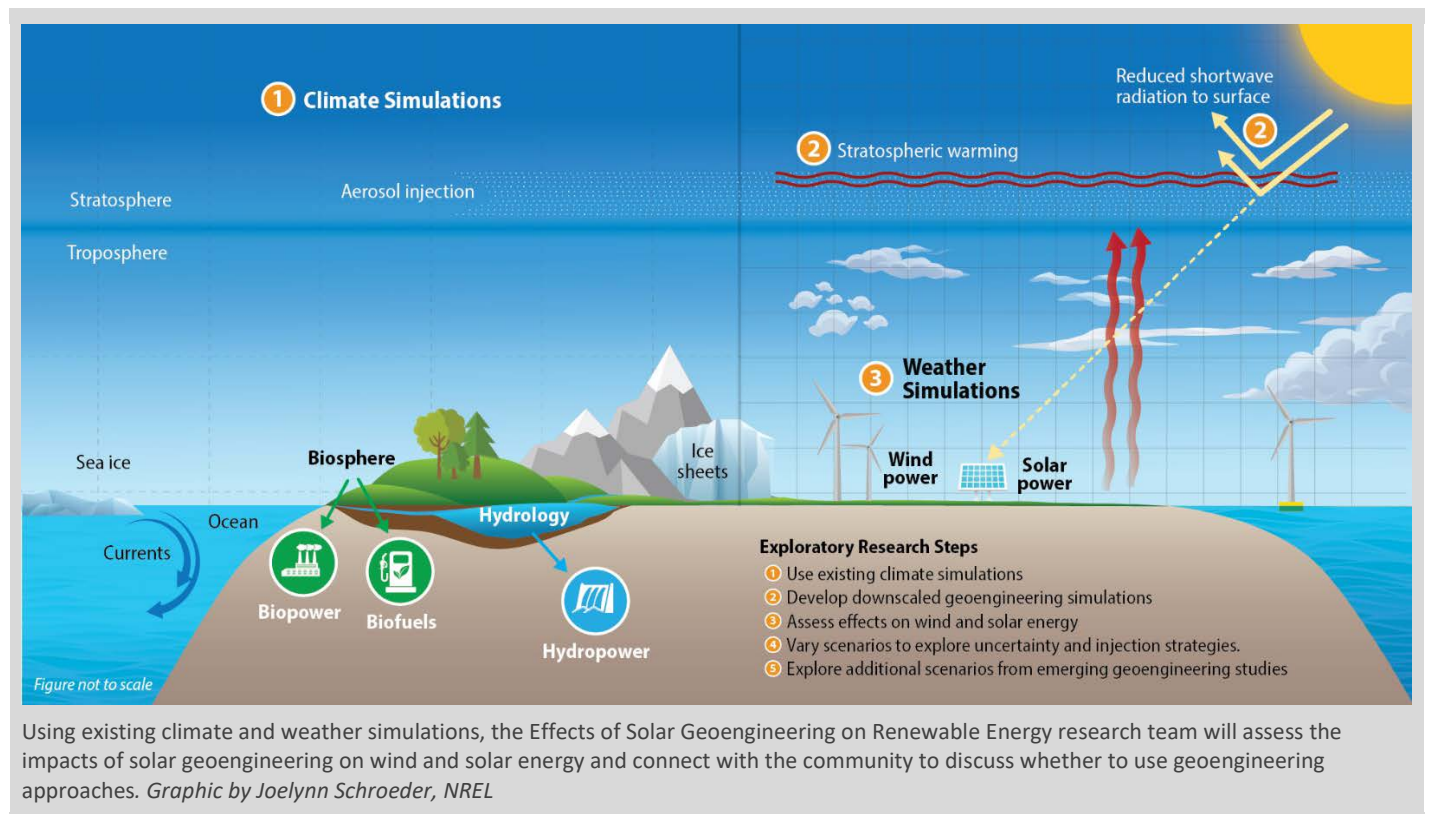 1 Climate Simulations
Reduced shortwave
radiation to surface
2
2 Stratospheric warming
Aerosol injection
Stratosphere
Troposphere
3 Weather
Simulations
Sea ice
Biosphere
Ice
sheets
Wind
power
Solar
power
Ocean
Hydrology
Currents
Biopower
Biofuels
Hydropower
Exploratory Research Steps
1 Use existing climate simulations
2 Develop downscaled geoengineering simulations
3 Assess effects on wind and solar energy
4 Vary scenarios to explore uncertainty and injection strategies.
5 Explore additional scenarios from emerging geoengineering studies
Figure not to scale
Using existing climate and weather simulations, the Effects of Solar Geoengineering on Renewable Energy research team will assess the
impacts of solar geoengineering on wind and solar energy and connect with the community to discuss whether to use geoengineering
approaches. Graphic by Joelynn Schroeder, NREL